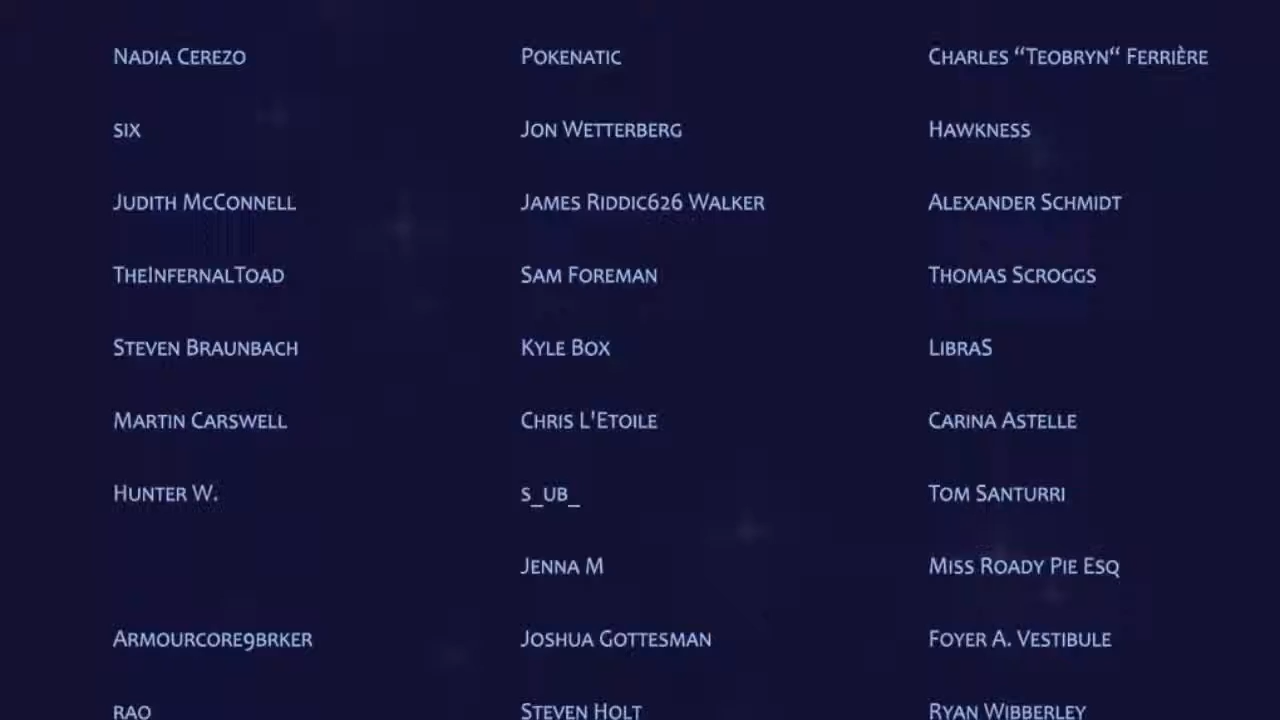 Nadia Cerezo
Pokenatic
Charles “Teobryn“ Ferrière
six
Jon Wetterberg
Hawkness
Judith McConnell
James Riddic626 Walker
Alexander Schmidt
TheInfernalToad
Sam Foreman
Thomas Scroggs
Steven Braunbach
Kyle Box
LibraS
Martin Carswell
Chris L'Etoile
Carina Astelle
Hunter W.
s_ub_
Tom Santurri
Jenna M
Miss Roady Pie Esq
Armourcore9brker
Joshua Gottesman
Foyer A. Vestibule
rao
Steven Holt
Ryan Wibberley